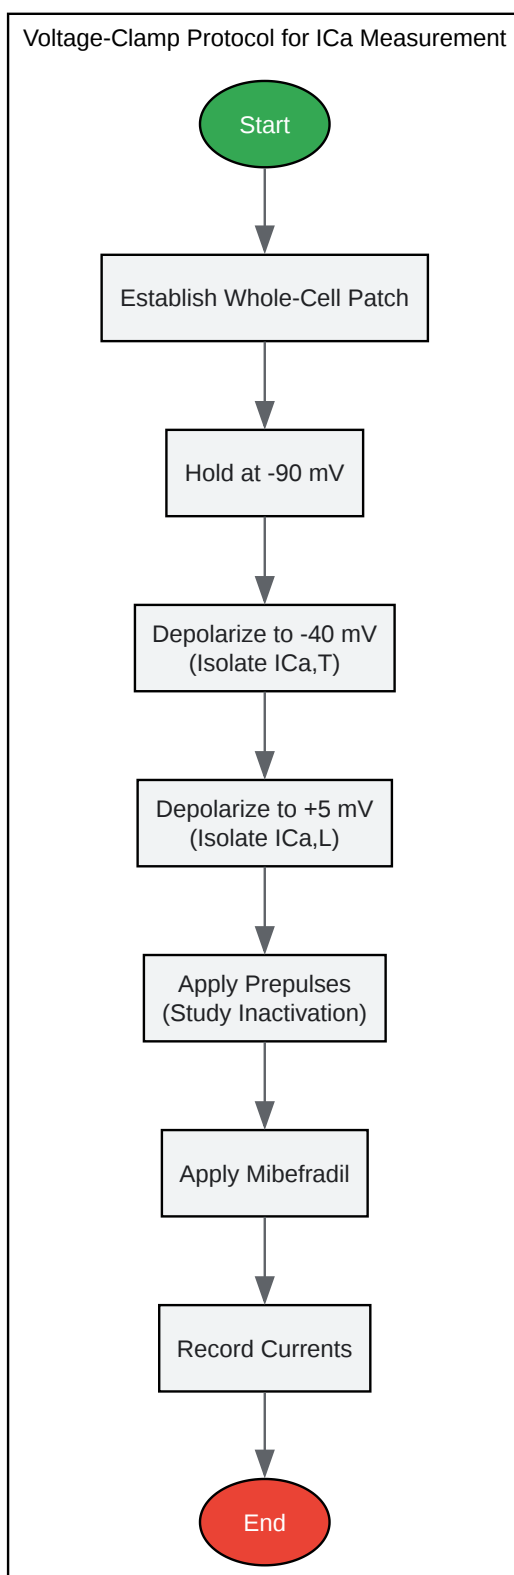 Voltage-Clamp Protocol for ICa Measurement
Start
Establish Whole-Cell Patch
Hold at -90 mV
Depolarize to -40 mV
(Isolate ICa,T)
Depolarize to +5 mV
(Isolate ICa,L)
Apply Prepulses
(Study Inactivation)
Apply Mibefradil
Record Currents
End